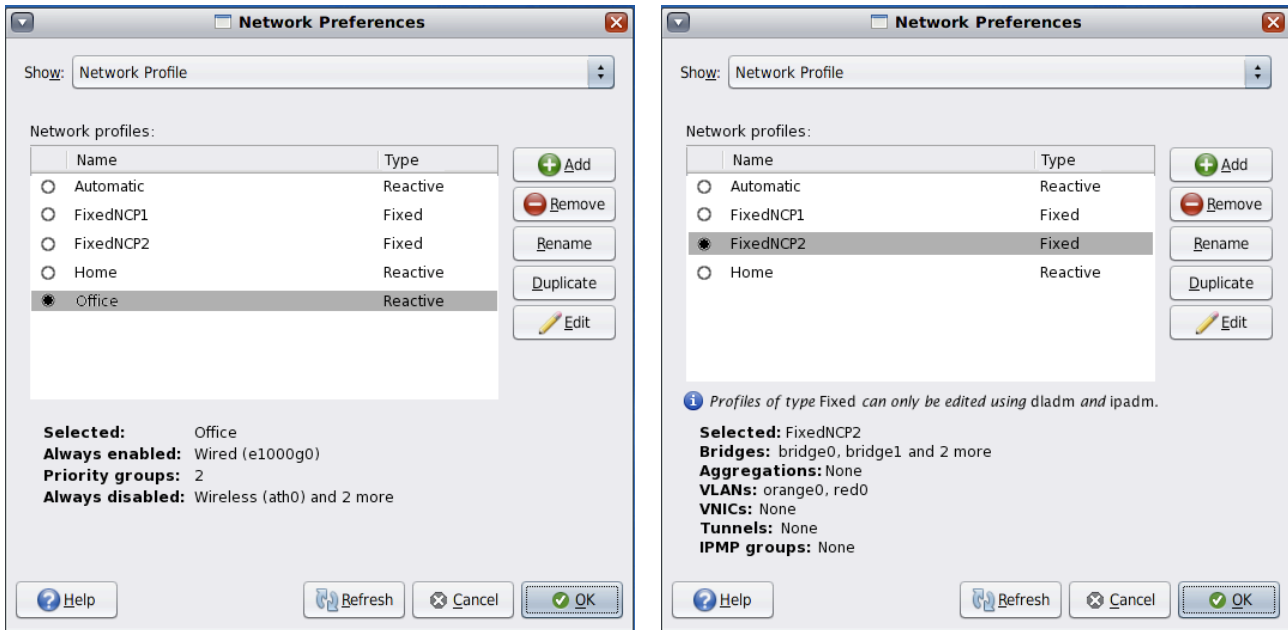 Network Preferences
Show: Network Profile
Network profiles:
Name Type
Automatic Reactive
FixedNCP1 Fixed
FixedNCP2 Fixed
Home Reactive
Office Reactive
Add
Remove
Rename
Duplicate
Edit
Selected: Office
Always enabled: Wired (e1000g0)
Priority groups: 2
Always disabled: Wireless (ath0) and 2 more
Help Refresh Cancel OK
Network Preferences
Show: Network Profile
Network profiles:
Name Type
Automatic Reactive
FixedNCP1 Fixed
FixedNCP2 Fixed
Home Reactive
Add
Remove
Rename
Duplicate
Edit
Profiles of type Fixed can only be edited using dladm and ipadm.
Selected: FixedNCP2
Bridges: bridge0, bridge1 and 2 more
Aggregations: None
VLANs: orange0, red0
VNICs: None
Tunnels: None
IPMP groups: None
Help Refresh Cancel OK